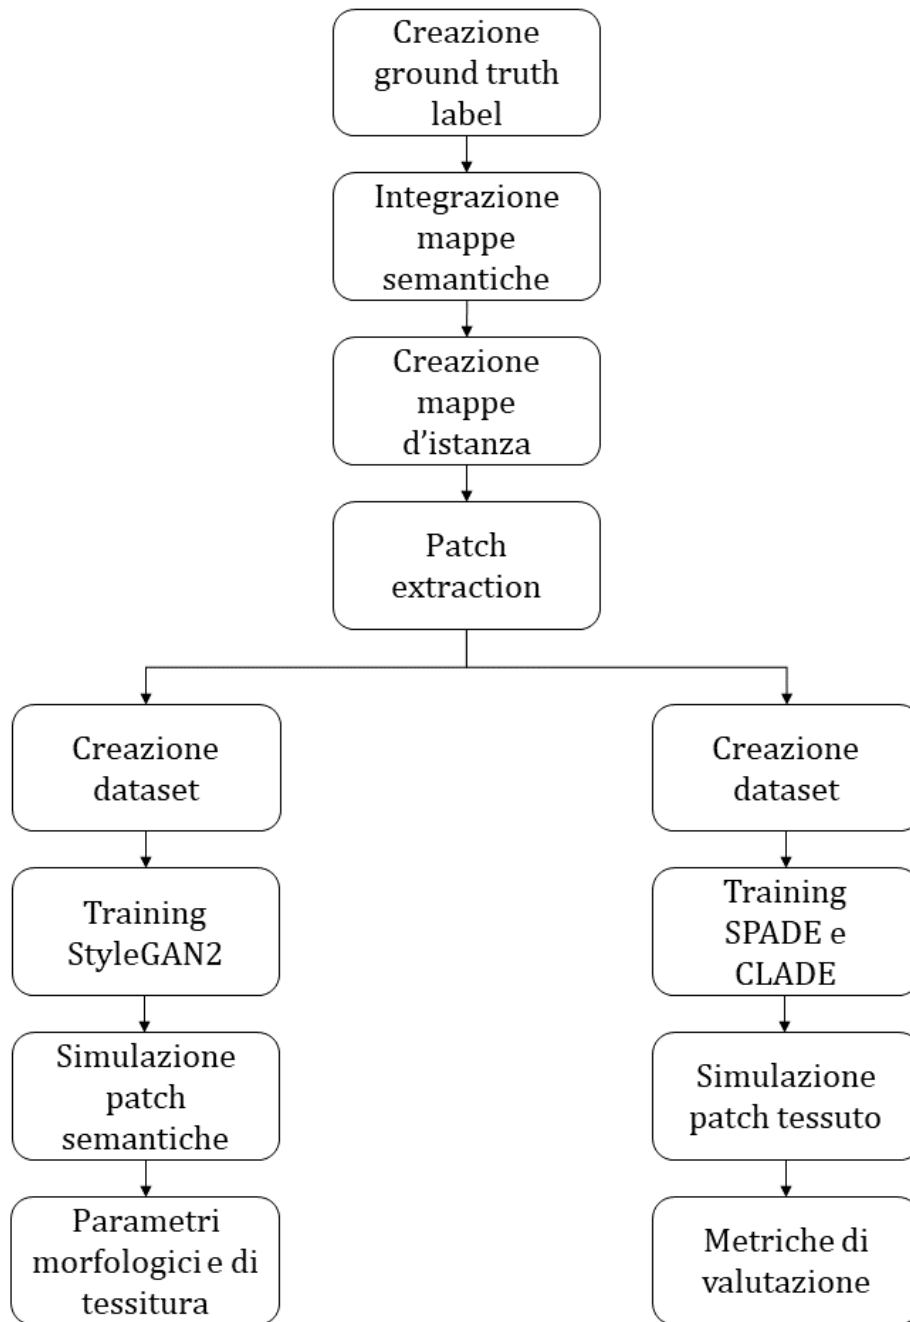 Creazione
ground truth
label
Integrazione
mappe
semantiche
Creazione
mappe
d’istanza
Patch
extraction
Creazione
dataset
Training
StyleGAN2
Simulazione
patch
semantiche
Parametri
morfologici e di
tessitura
Creazione
dataset
Training
SPADE e
CLADE
Simulazione
patch tessuto
Metriche di
valutazione